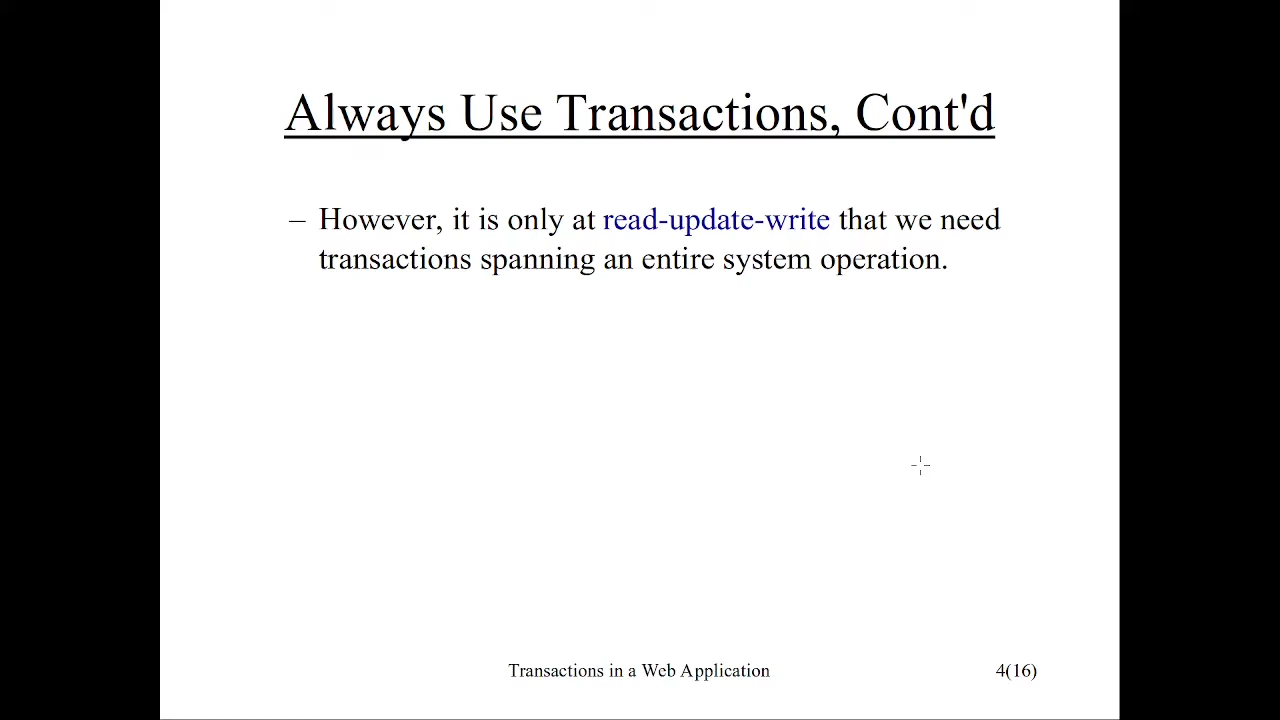 Always Use Transactions, Cont'd
– However, it is only at read-update-write that we need
transactions spanning an entire system operation.
Transactions in a Web Application
4(16)